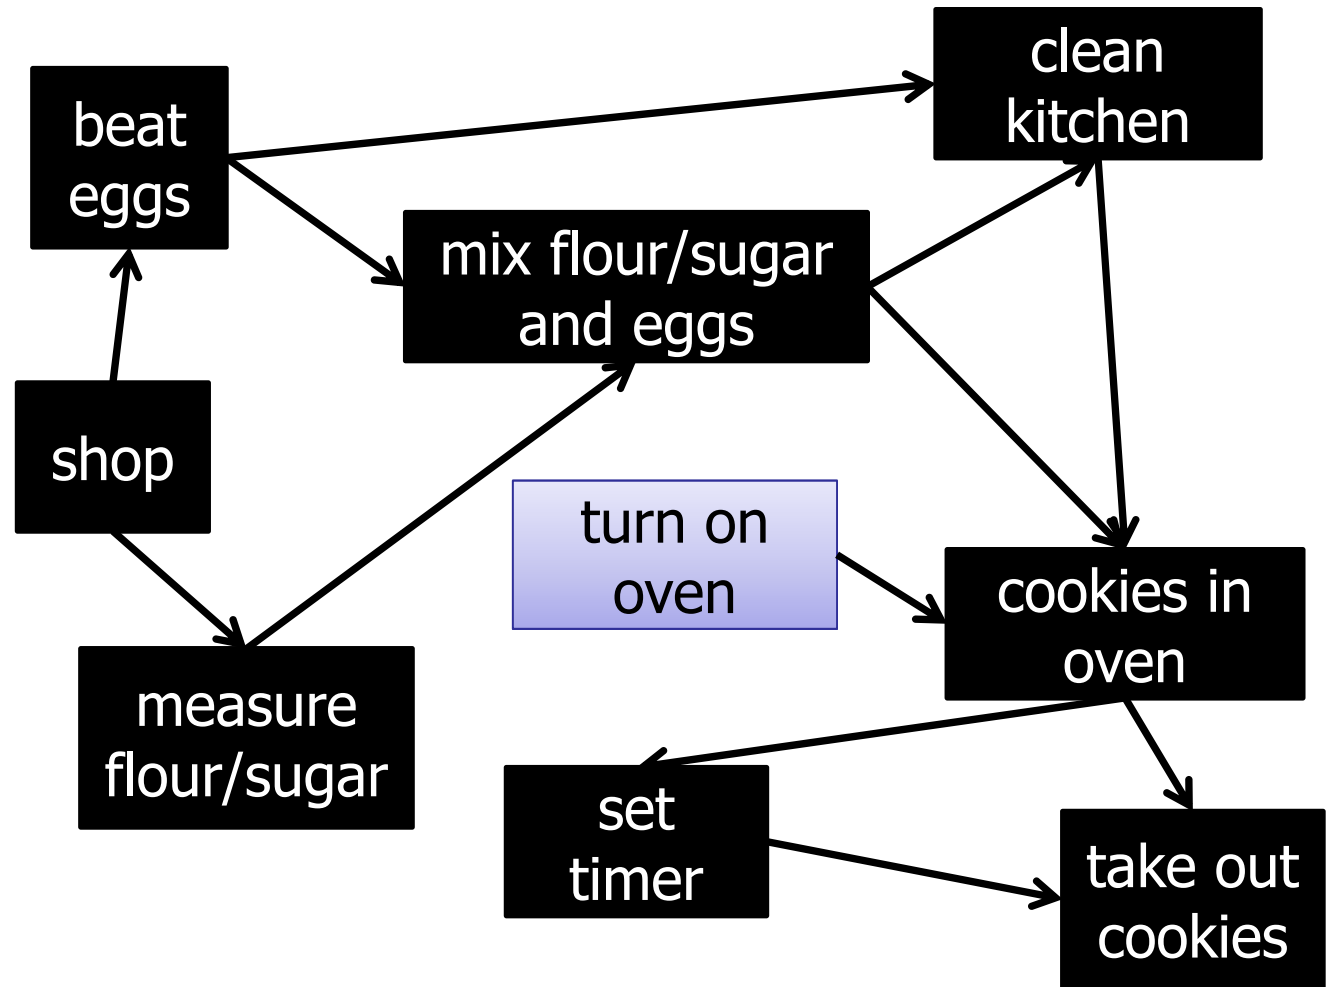 clean
kitchen
beat
eggs
mix flour/sugar
and eggs
shop
turn on
oven
cookies in
oven
measure
flour/sugar
set
timer
take out
cookies